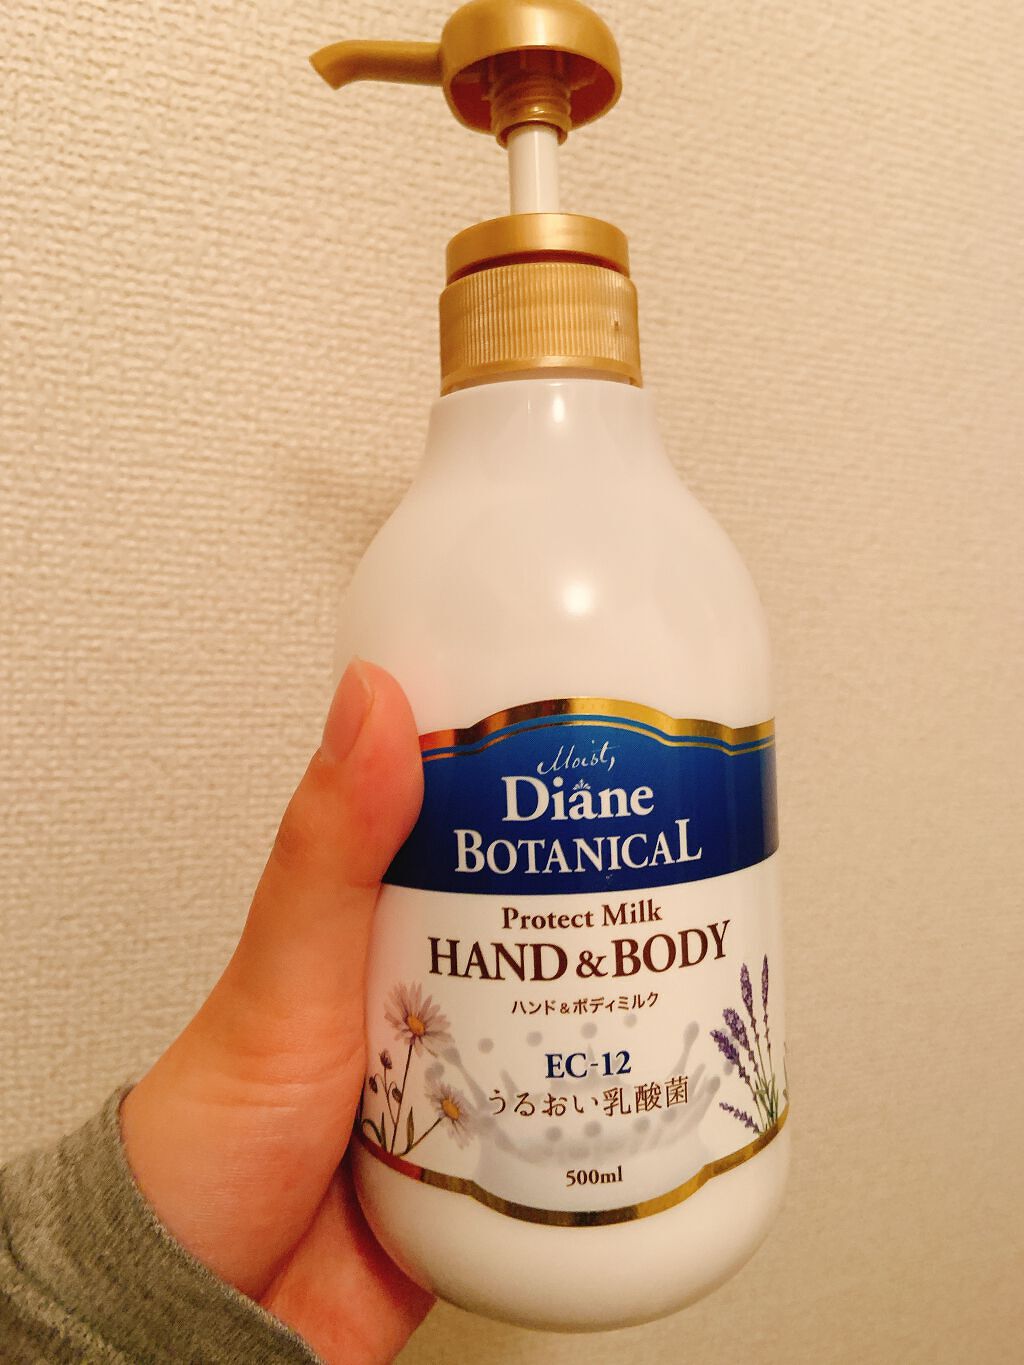 Moist,
Diane
BOTANICAL
Protect Milk
HAND & BODY
ハンド&ボディミルク
EC-12
うるおい乳酸菌
500ml